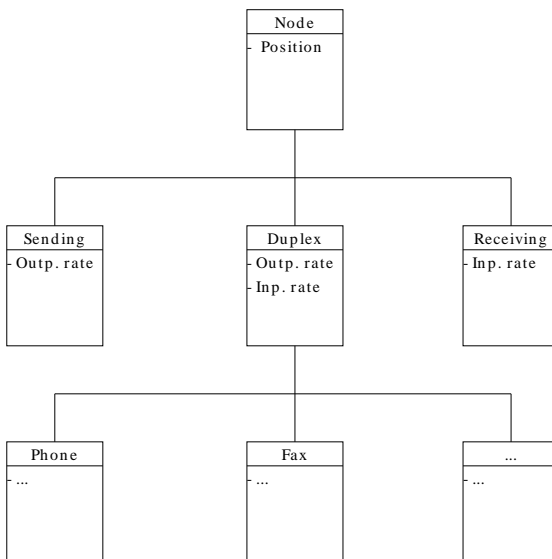 Node
- Position
Sending
Duplex
Receiving
- Outp. rate
- Outp. rate
- Inp. rate
- Inp. rate
Phone
Fax
...
- ...
- ...
- ...